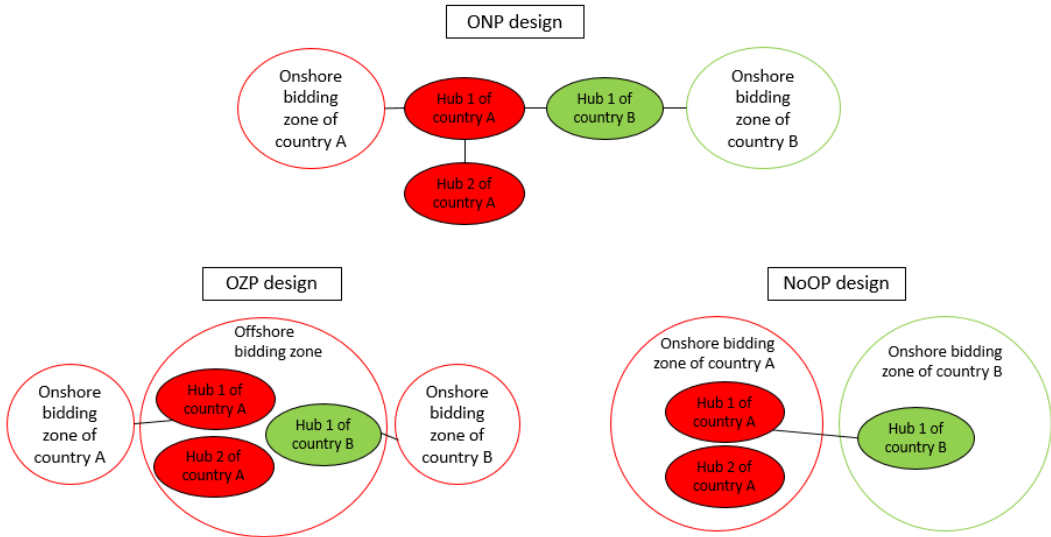 ONP design
Onshore
bidding
zone of
country A
Hub 1 of
country A
Hub 1 of
country B
Onshore
bidding
zone of
country B
Hub 2 of
country A
OZP design
Offshore
bidding zone
Onshore
bidding
zone of
country A
Hub 1 of
country A
Hub 2 of
country A
Hub 1 of
country B
Onshore
bidding
zone of
country B
NoOP design
Onshore bidding
zone of country A
Hub 1 of
country A
Hub 2 of
country A
Onshore bidding
zone of country B
Hub 1 of
country B